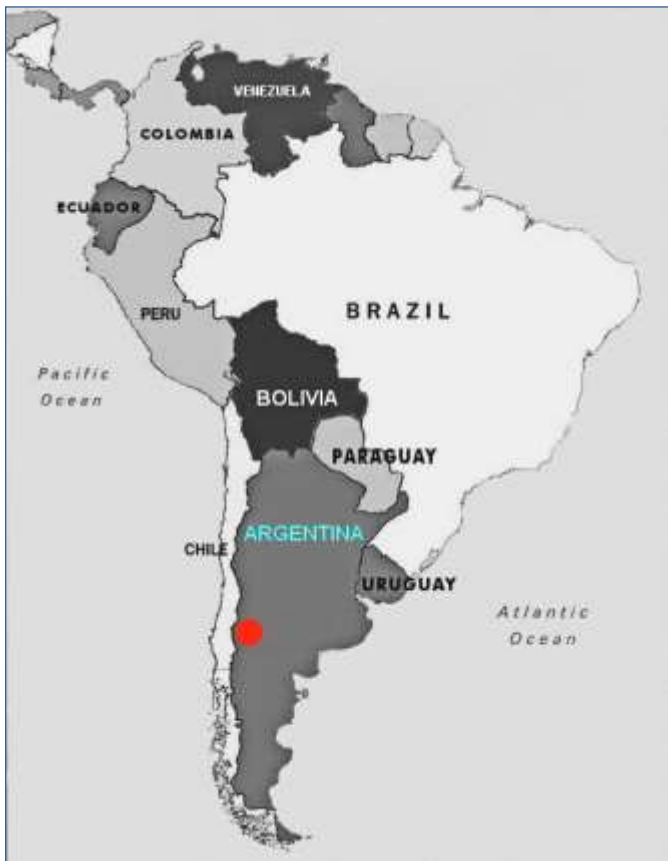 VENEZUELA
COLOMBIA
ECUADOR
PERU
BRAZIL
Pacific
Ocean
BOLIVIA
PARAGUAY
ARGENTINA
CHILE
URUGUAY
Atlantic
Ocean